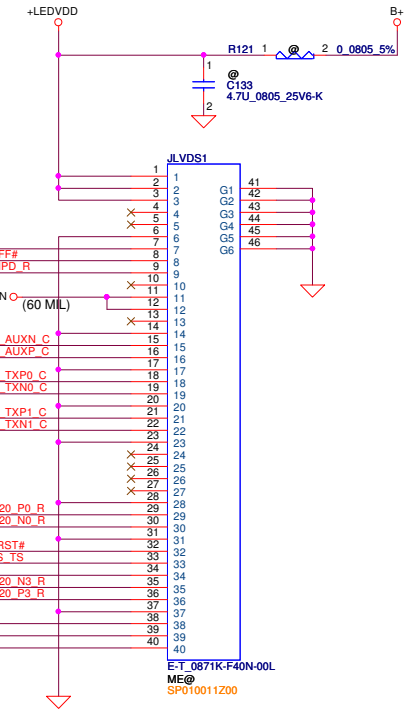 +LEDVDD
B+
R121 1 @ 2 0_0805_5%
1
@
C133
4.7U_0805_25V6-K
2
JLVDS1
1 1
2 2
3 3
4 4
5 5
6 6
7 7
FF# 8 8
PD_R 9 9
10 10
N 11 11
(60 MIL) 12 12
13 13
14 14
_AUXN_C 15 15
_AUXP_C 16 16
17 17
_TXP0_C 18 18
_TXN0_C 19 19
20 20
_TXP1_C 21 21
_TXN1_C 22 22
23 23
24 24
25 25
26 26
27 27
28 28
20_P0_R 29 29
20_N0_R 30 30
31 31
RST# 32 32
S_TS 33 33
34 34
20_N3_R 35 35
20_P3_R 36 36
37 37
38 38
39 39
40 40
G1 41
G2 42
G3 43
G4 44
G5 45
G6 46
E-T_0871K-F40N-00L
ME@
SP010011Z00